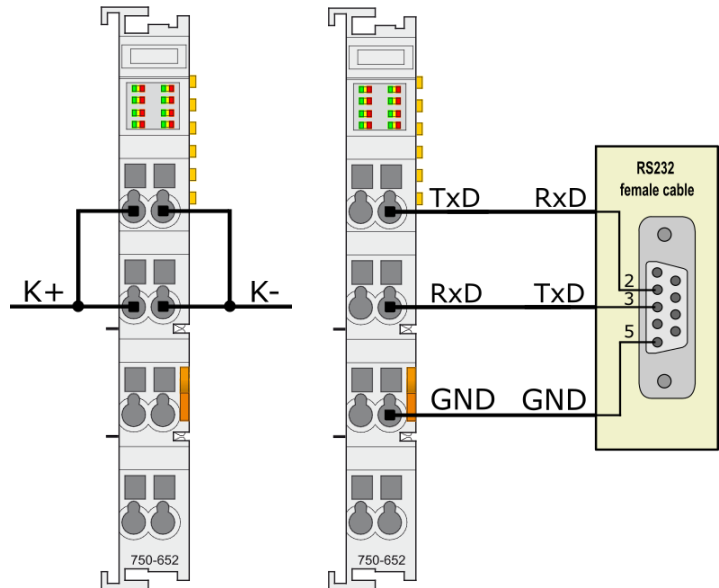 K+
K-
750-652
TxD
RxD
RxD
TxD
GND
GND
750-652
RS232
female cable
2
3
5